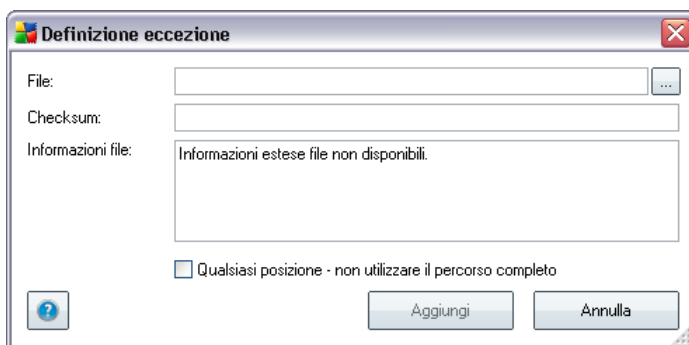 Definizione eccezione
File:
...
Checksum:
Informazioni file:
Informazioni estese file non disponibili.
Qualsiasi posizione - non utilizzare il percorso completo
?
Aggiungi
Annulla